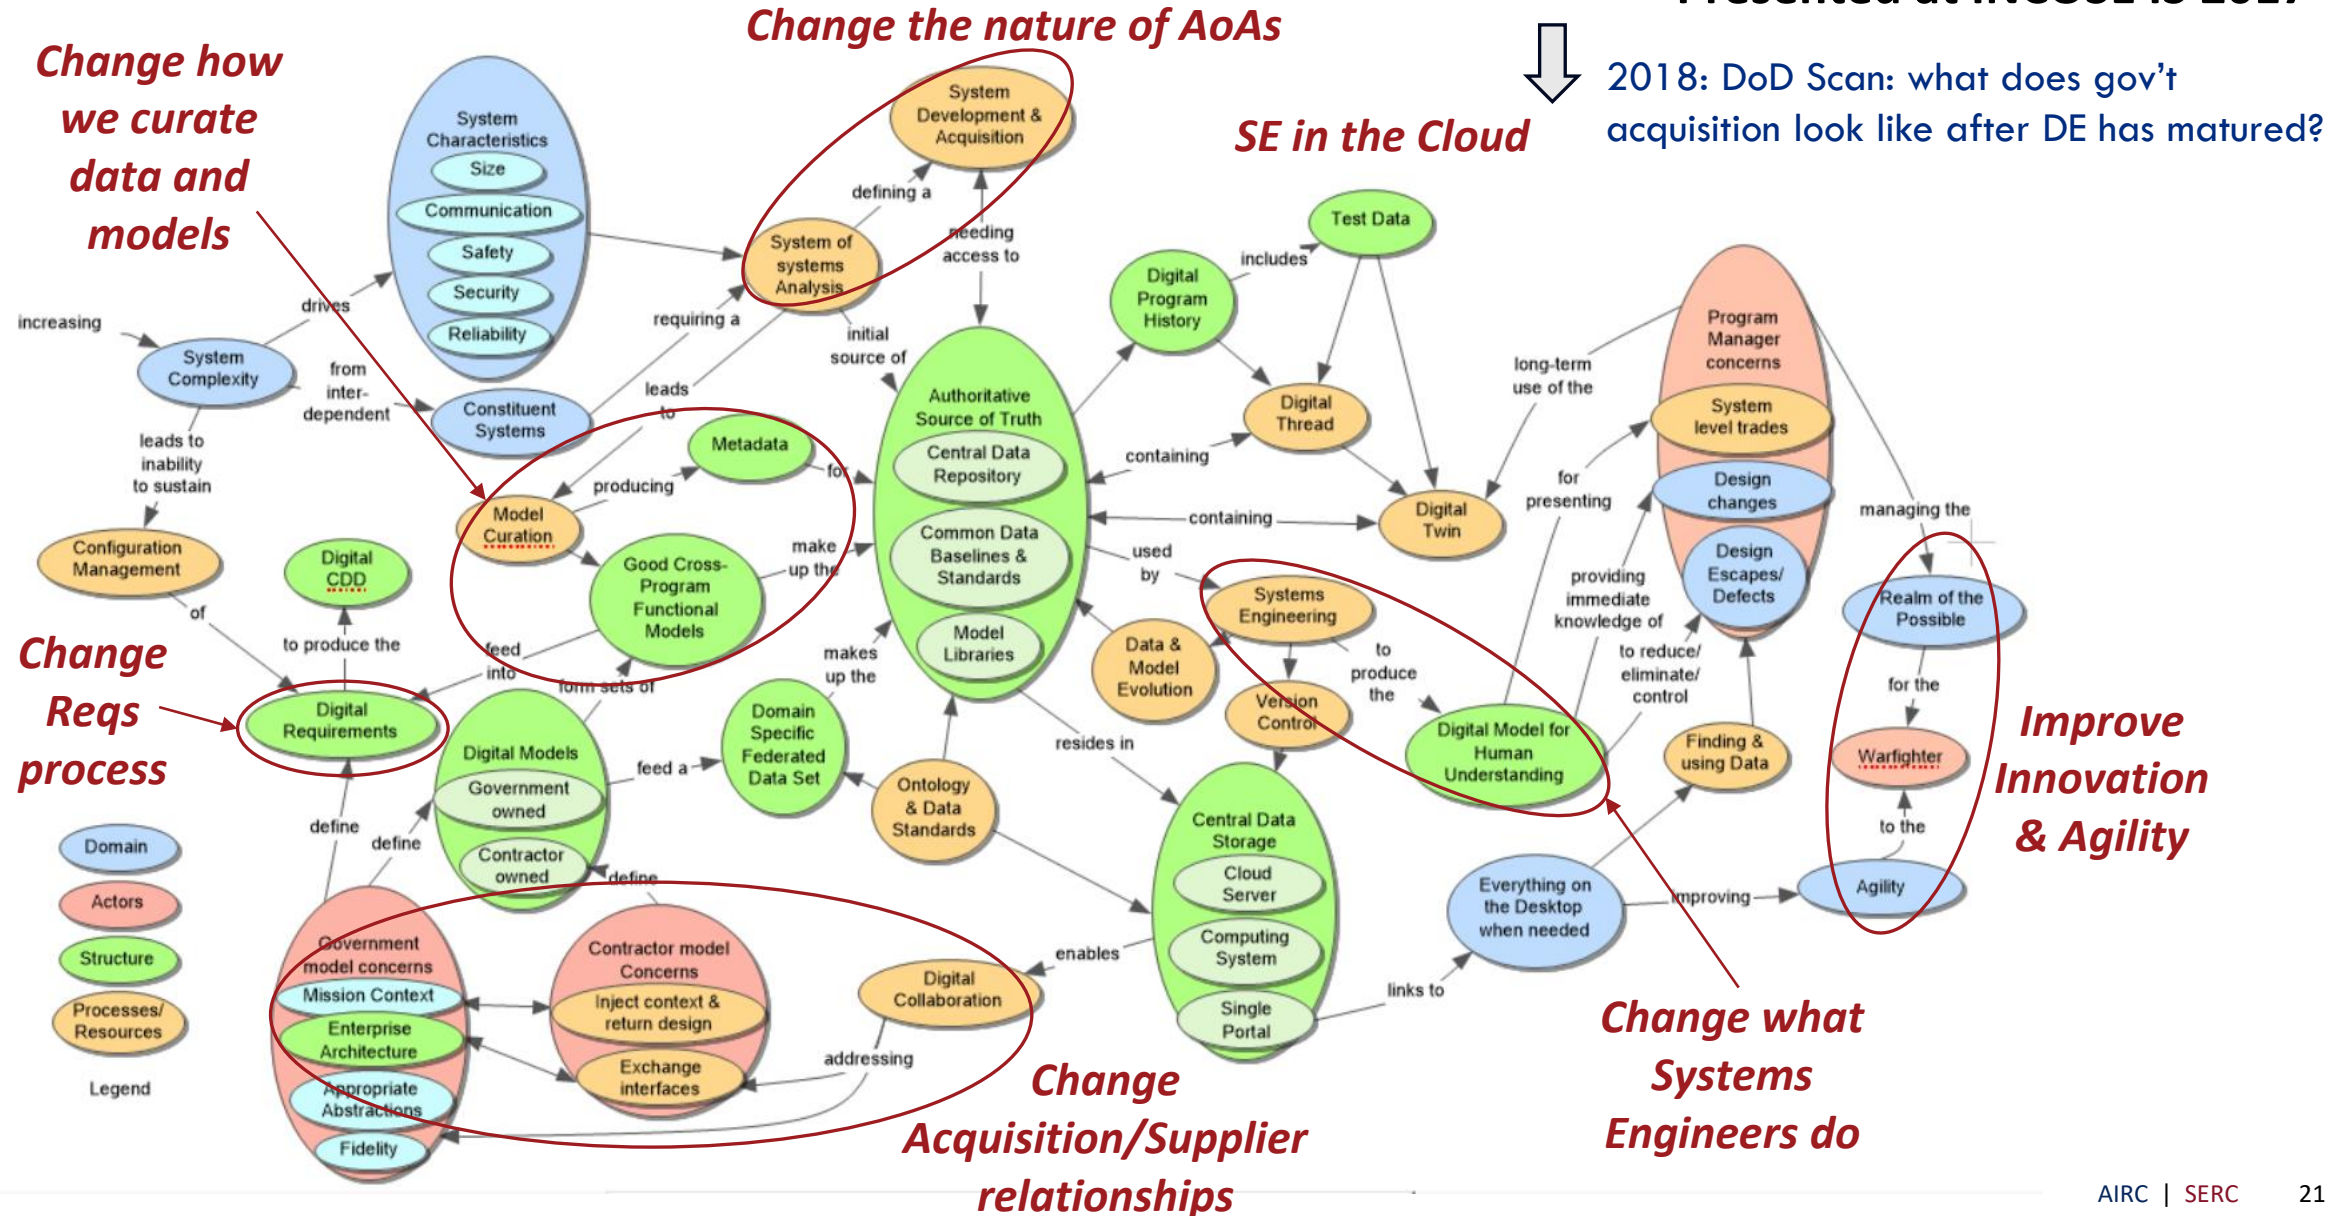 Change the nature of AoAs
2018: DoD Scan: what does gov't
acquisition look like after DE has matured?
SE in the Cloud
Change how
we curate
data and
models
System
Characteristics
Size
Communication
Safety
Security
Reliability
System
Development &
Acquisition
defining a
needing
access to
System of
systems
Analysis
requiring a
initial
source of
leads
to
increasing
drives
System
Complexity
from
inter-
dependent
Constituent
Systems
leads to
inability
to sustain
Configuration
Management
of
Digital
CDD
to produce the
Digital
Requirements
Change
Reqs
process
Metadata
for
producing
Model
Curation
Good Cross-
Program
Functional
Models
make
up the
feed
into
form sets of
Digital Models
Government
owned
Contractor
owned
feed a
define
define
define
Domain
Specific
Federated
Data Set
makes
up the
Authoritative
Source of Truth
Central Data
Repository
Common Data
Baselines &
Standards
Model
Libraries
Ontology
& Data
Standards
Test Data
includes
Digital
Program
History
Digital
Thread
containing
containing
Digital
Twin
used
by
Systems
Engineering
Data &
Model
Evolution
Version
Control
to
produce
the
Digital Model for
Human
Understanding
resides in
Central Data
Storage
Cloud
Server
Computing
System
Single
Portal
enables
links to
Digital
Collaboration
addressing
Program
Manager
concerns
System
level trades
Design
changes
Design
Escapes/
Defects
long-term
use of the
for
presenting
providing
immediate
knowledge of
to reduce/
eliminate/
control
managing the
Realm of the
Possible
for the
Warfighter
to the
Agility
improving
Finding &
using Data
Everything on
the Desktop
when needed
Improve
Innovation
& Agility
Change what
Systems
Engineers do
Change
Acquisition/Supplier
relationships
Government
model concerns
Mission Context
Enterprise
Architecture
Appropriate
Abstractions
Fidelity
Contractor model
Concerns
Inject context &
return design
Exchange
interfaces
Domain
Actors
Structure
Processes/
Resources
Legend
AIRC | SERC 21